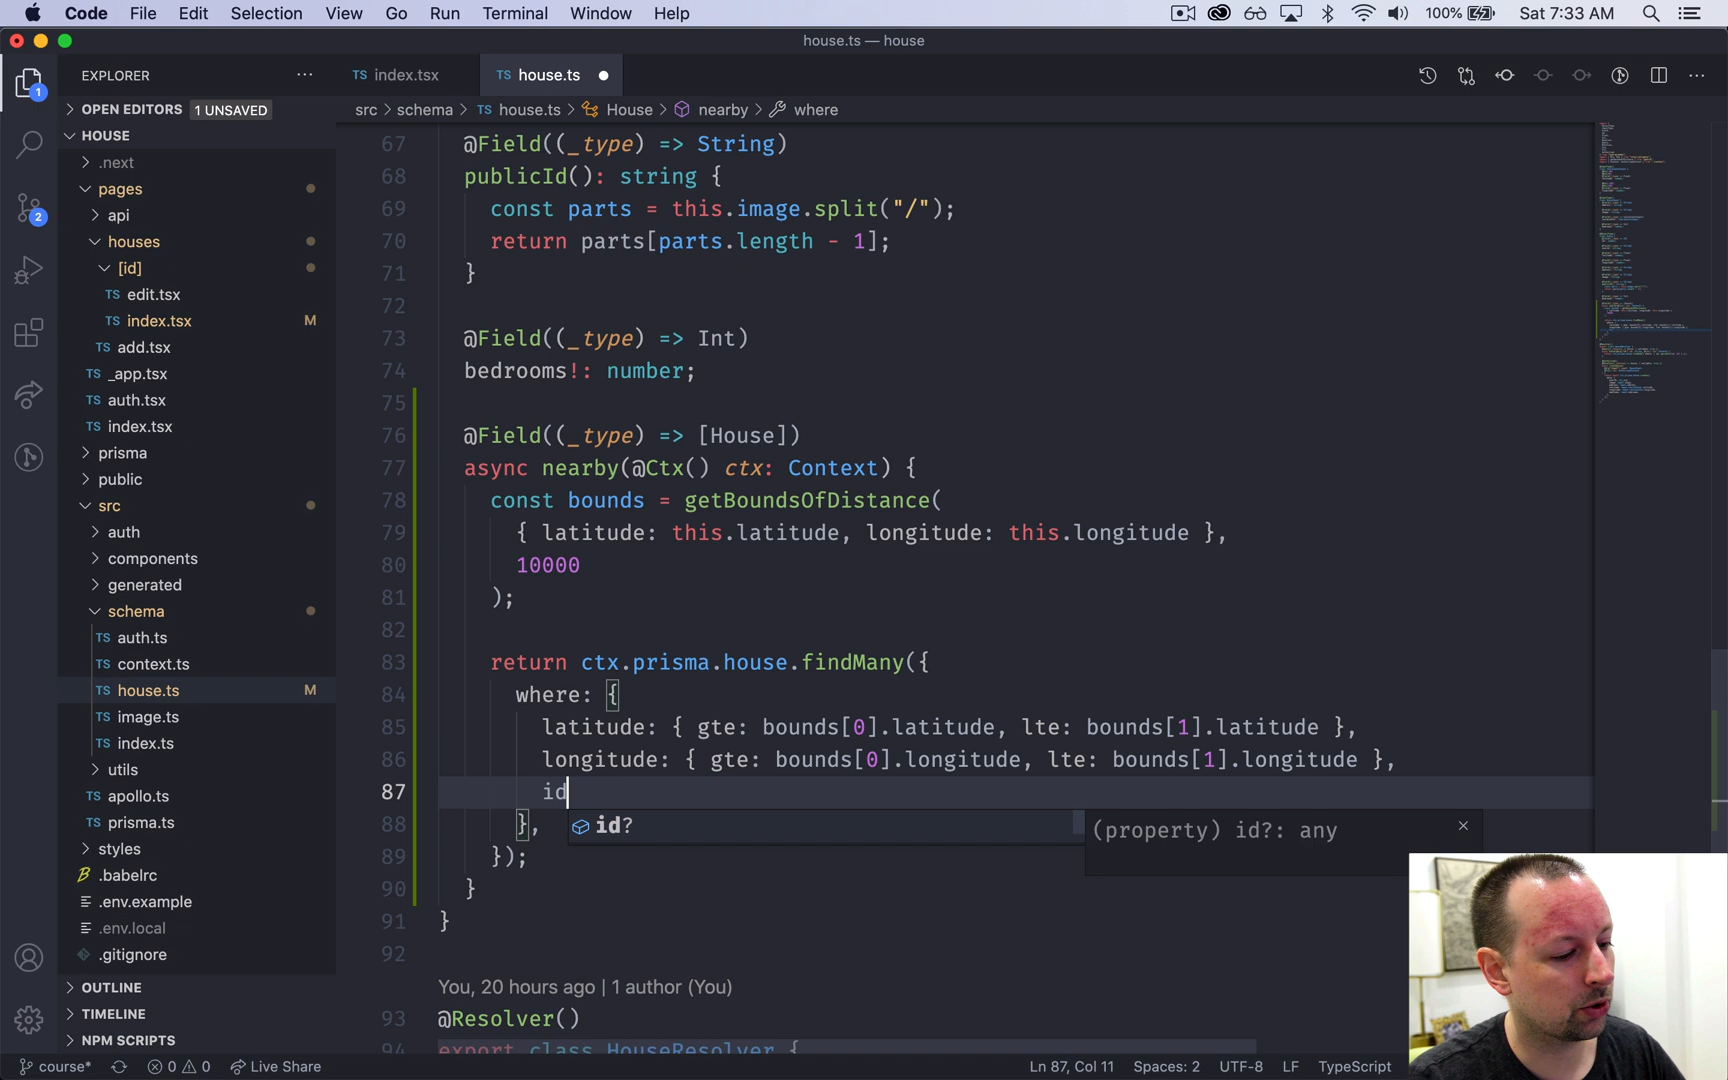 Code File Edit Selection View Go Run Terminal Window Help 100% Sat 7:33 AM
house.ts — house
EXPLORER
TS index.tsx TS house.ts
OPEN EDITORS 1 UNSAVED
src > schema > TS house.ts > House > nearby > where
HOUSE
.next
pages
api
houses
[id]
TS edit.tsx
TS index.tsx M
TS add.tsx
TS _app.tsx
TS auth.tsx
TS index.tsx
prisma
public
src
auth
components
generated
schema
TS auth.ts
TS context.ts
TS house.ts M
TS image.ts
TS index.ts
utils
TS apollo.ts
TS prisma.ts
styles
.babelrc
.env.example
.env.local
.gitignore
OUTLINE
TIMELINE
NPM SCRIPTS
1
2
67 @Field((_type) => String)
68 publicId(): string {
69 const parts = this.image.split("/");
70 return parts[parts.length - 1];
71 }
72
73 @Field((_type) => Int)
74 bedrooms!: number;
75
76 @Field((_type) => [House])
77 async nearby(@Ctx() ctx: Context) {
78 const bounds = getBoundsOfDistance(
79 { latitude: this.latitude, longitude: this.longitude },
80 10000
81 );
82
83 return ctx.prisma.house.findMany({
84 where: {
85 latitude: { gte: bounds[0].latitude, lte: bounds[1].latitude },
86 longitude: { gte: bounds[0].longitude, lte: bounds[1].longitude },
87 id
88 },
id?
(property) id?: any
89 });
90 }
91 }
92
You, 20 hours ago | 1 author (You)
93 @Resolver()
94 export class HouseResolver {
course* 0 0 Live Share Ln 87, Col 11 Spaces: 2 UTF-8 LF TypeScript